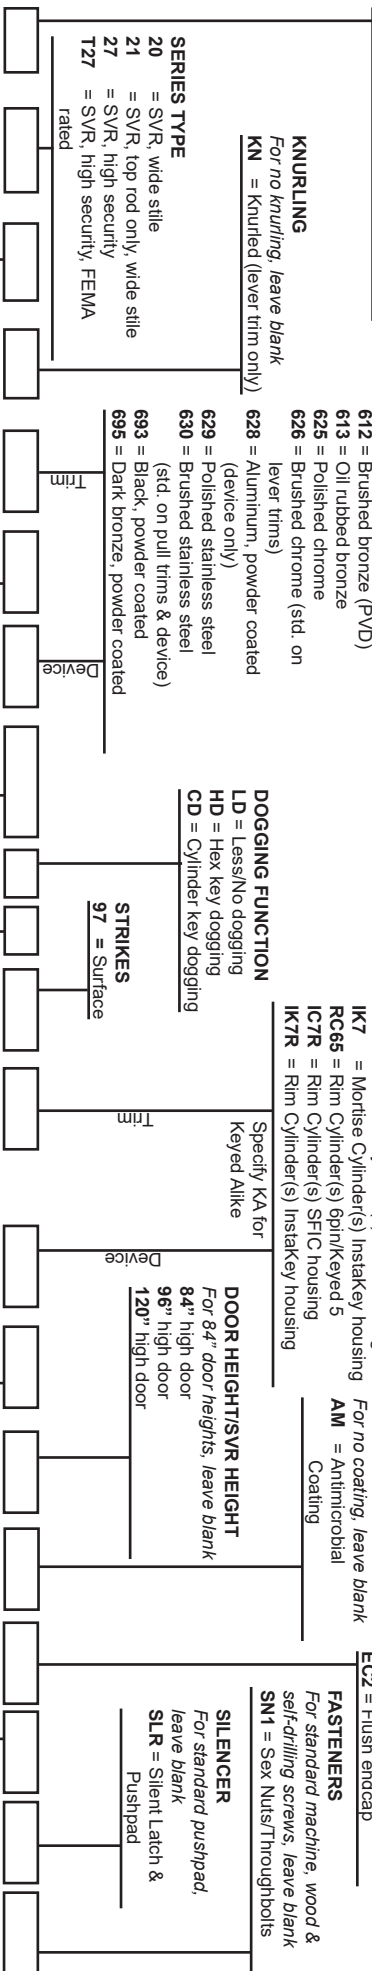 SERIES TYPE
20 = SVR, wide stile
21 = SVR, top rod only, wide stile
27 = SVR, high security
T27 = SVR, high security, FEMA
rated
KNURLING
For no knurling, leave blank
KN = Knurled (lever trim only)
612 = Brushed bronze (PVD)
613 = Oil rubbed bronze
625 = Polished chrome
626 = Brushed chrome (std. on
lever trims)
628 = Aluminum, powder coated
(device only)
629 = Polished stainless steel
630 = Brushed stainless steel
(std. on pull trims & device)
693 = Black, powder coated
695 = Dark bronze, powder coated
Trim
Device
DOGGING FUNCTION
LD = Less/No dogging
HD = Hex key dogging
CD = Cylinder key dogging
STRIKES
97 = Surface
IK7 = Mortise Cylinder(s) InstaKey housing
RC65 = Rim Cylinder(s) 6pin/Keyed 5
IC7R = Rim Cylinder(s) SFIC housing
IK7R = Rim Cylinder(s) InstaKey housing
Specify KA for
Keyed Alike
Trim
Device
DOOR HEIGHT/SVR HEIGHT
For 84" door heights, leave blank
84" high door
96" high door
120" high door
For no coating, leave blank
AM = Antimicrobial
Coating
EC2 = Flush endcap
FASTENERS
For standard machine, wood &
self-drilling screws, leave blank
SN1 = Sex Nuts/Throughbolts
SILENCER
For standard pushpad,
leave blank
SLR = Silent Latch &
Pushpad